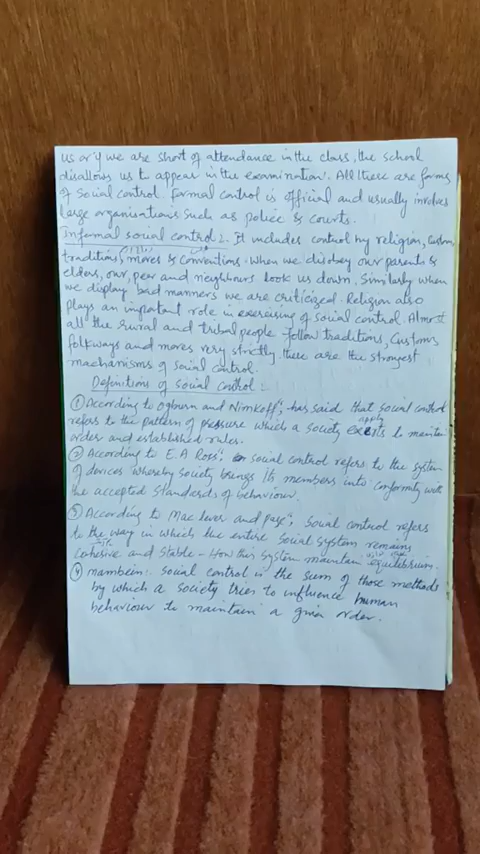 us or if we are short of attendance in the class, the school
disallows us to appear in the examination. All these are forms
of Social control. Formal control is official and usually involves
large organisations such as police & courts.
Informal social control:. It includes control by religion, custom,
traditions, mores & conventions. When we disobey our parents &
elders, our, peer and neighbours look us down. Similarly when
we display bad manners we are criticized. Religion also
plays an important role in exercising of social control. Almost
all the rural and tribal people follow traditions, customs
folkways and mores very strictly these are the strongest
mechanisms of social control.
Definitions of social control:
① According to Ogburn and Nimkoff", has said that social control
refers to the pattern of pressure which a society exerts to maintain
apply
order and established rules.
② According to E.A Ross", social control refers to the system
of devices whereby society brings its members into conformity with
the accepted standards of behaviour.
③ According to MacIever and page", Social control refers
to the way in which the entire social system remains
cohesive and stable - How this system maintain equilibrium.
④ mambein: Social control is the sum of those methods
by which a society tries to influence human
behaviour to maintain a given order.